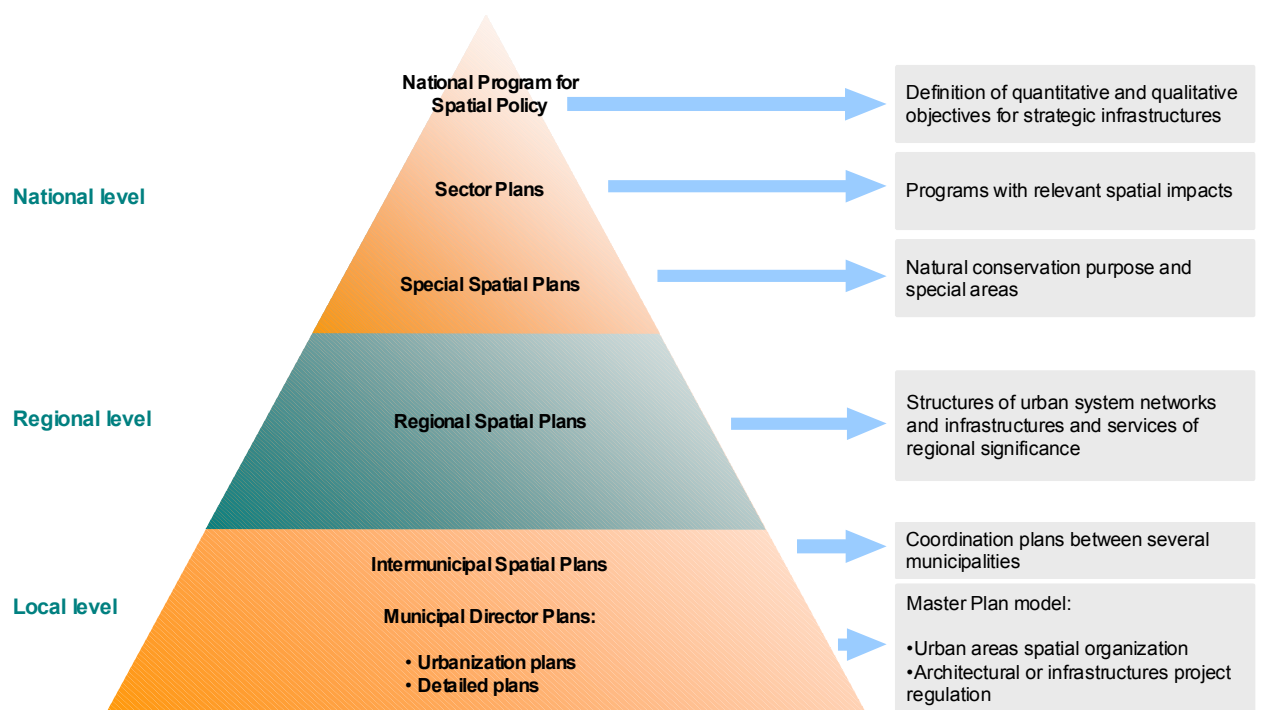 National Program for
Spatial Policy
Definition of quantitative and qualitative
objectives for strategic infrastructures
National level
Sector Plans
Programs with relevant spatial impacts
Special Spatial Plans
Natural conservation purpose and
special areas
Regional level
Regional Spatial Plans
Structures of urban system networks
and infrastructures and services of
regional significance
Local level
Intermunicipal Spatial Plans
Coordination plans between several
municipalities
Municipal Director Plans:
• Urbanization plans
• Detailed plans
Master Plan model:
•Urban areas spatial organization
•Architectural or infrastructures project
regulation